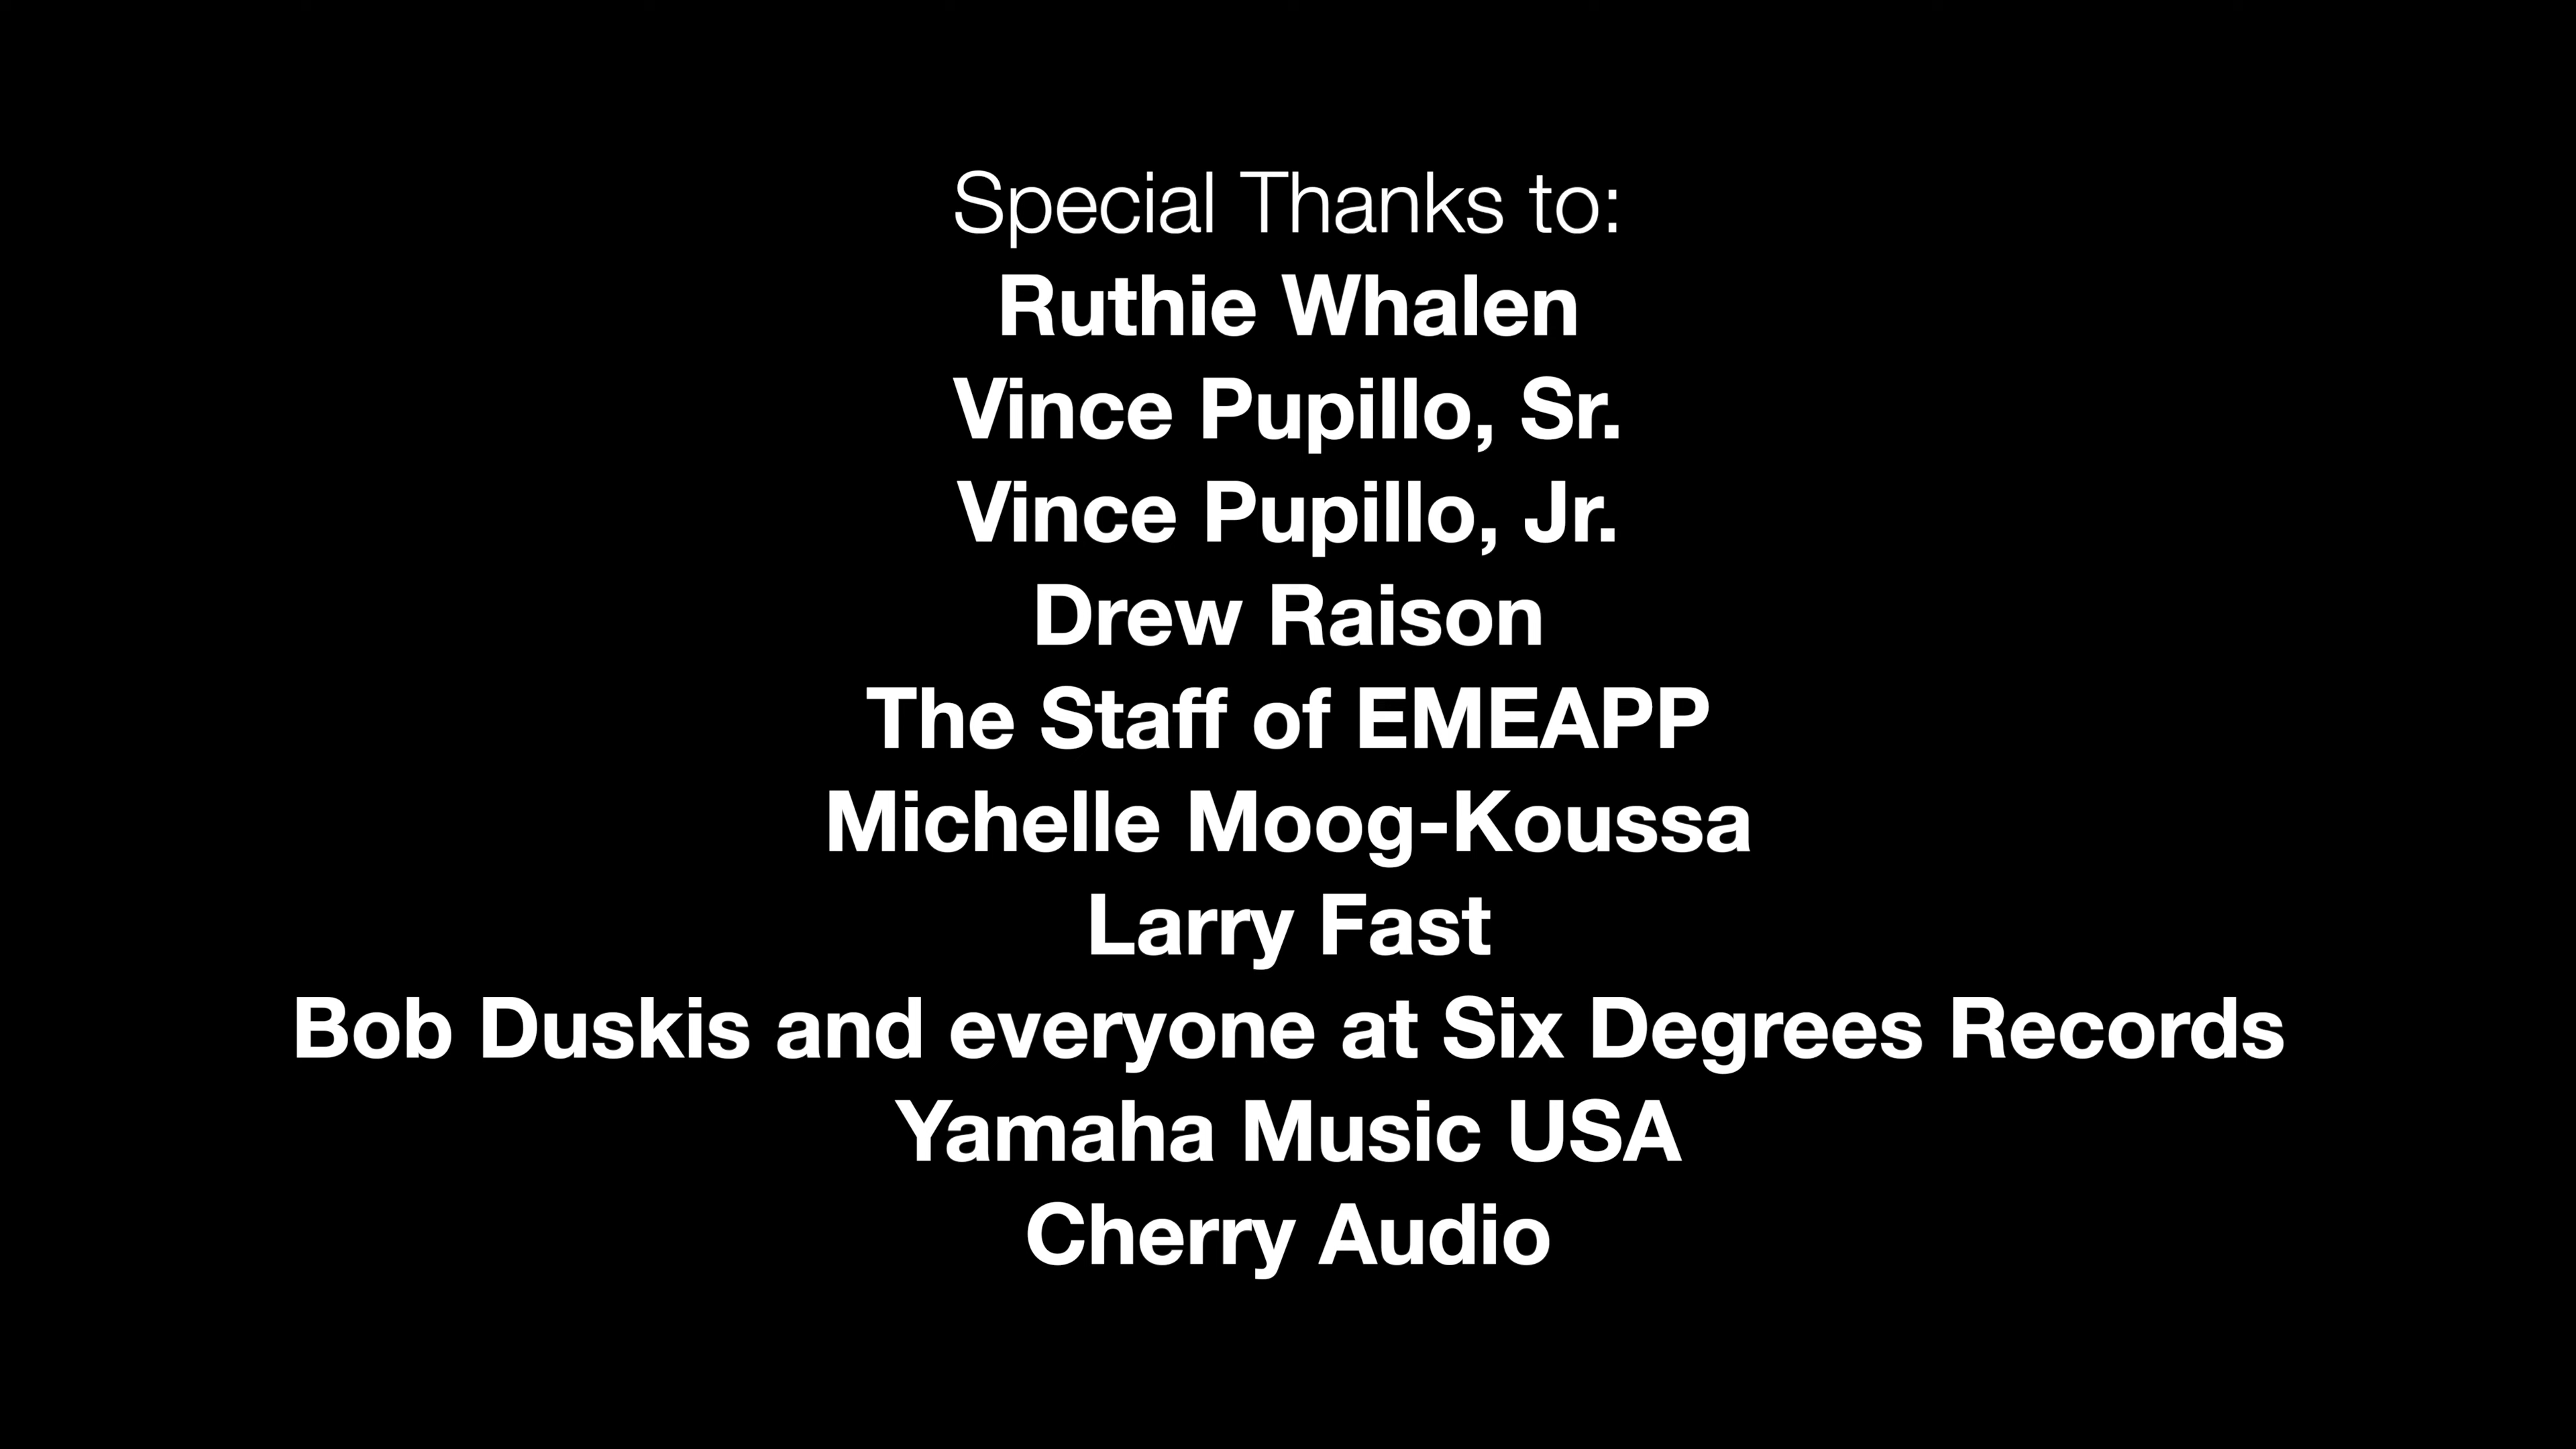 Special Thanks to:
Ruthie Whalen
Vince Pupillo, Sr.
Vince Pupillo, Jr.
Drew Raison
The Staff of EMEAPP
Michelle Moog-Koussa
Larry Fast
Bob Duskis and everyone at Six Degrees Records
Yamaha Music USA
Cherry Audio